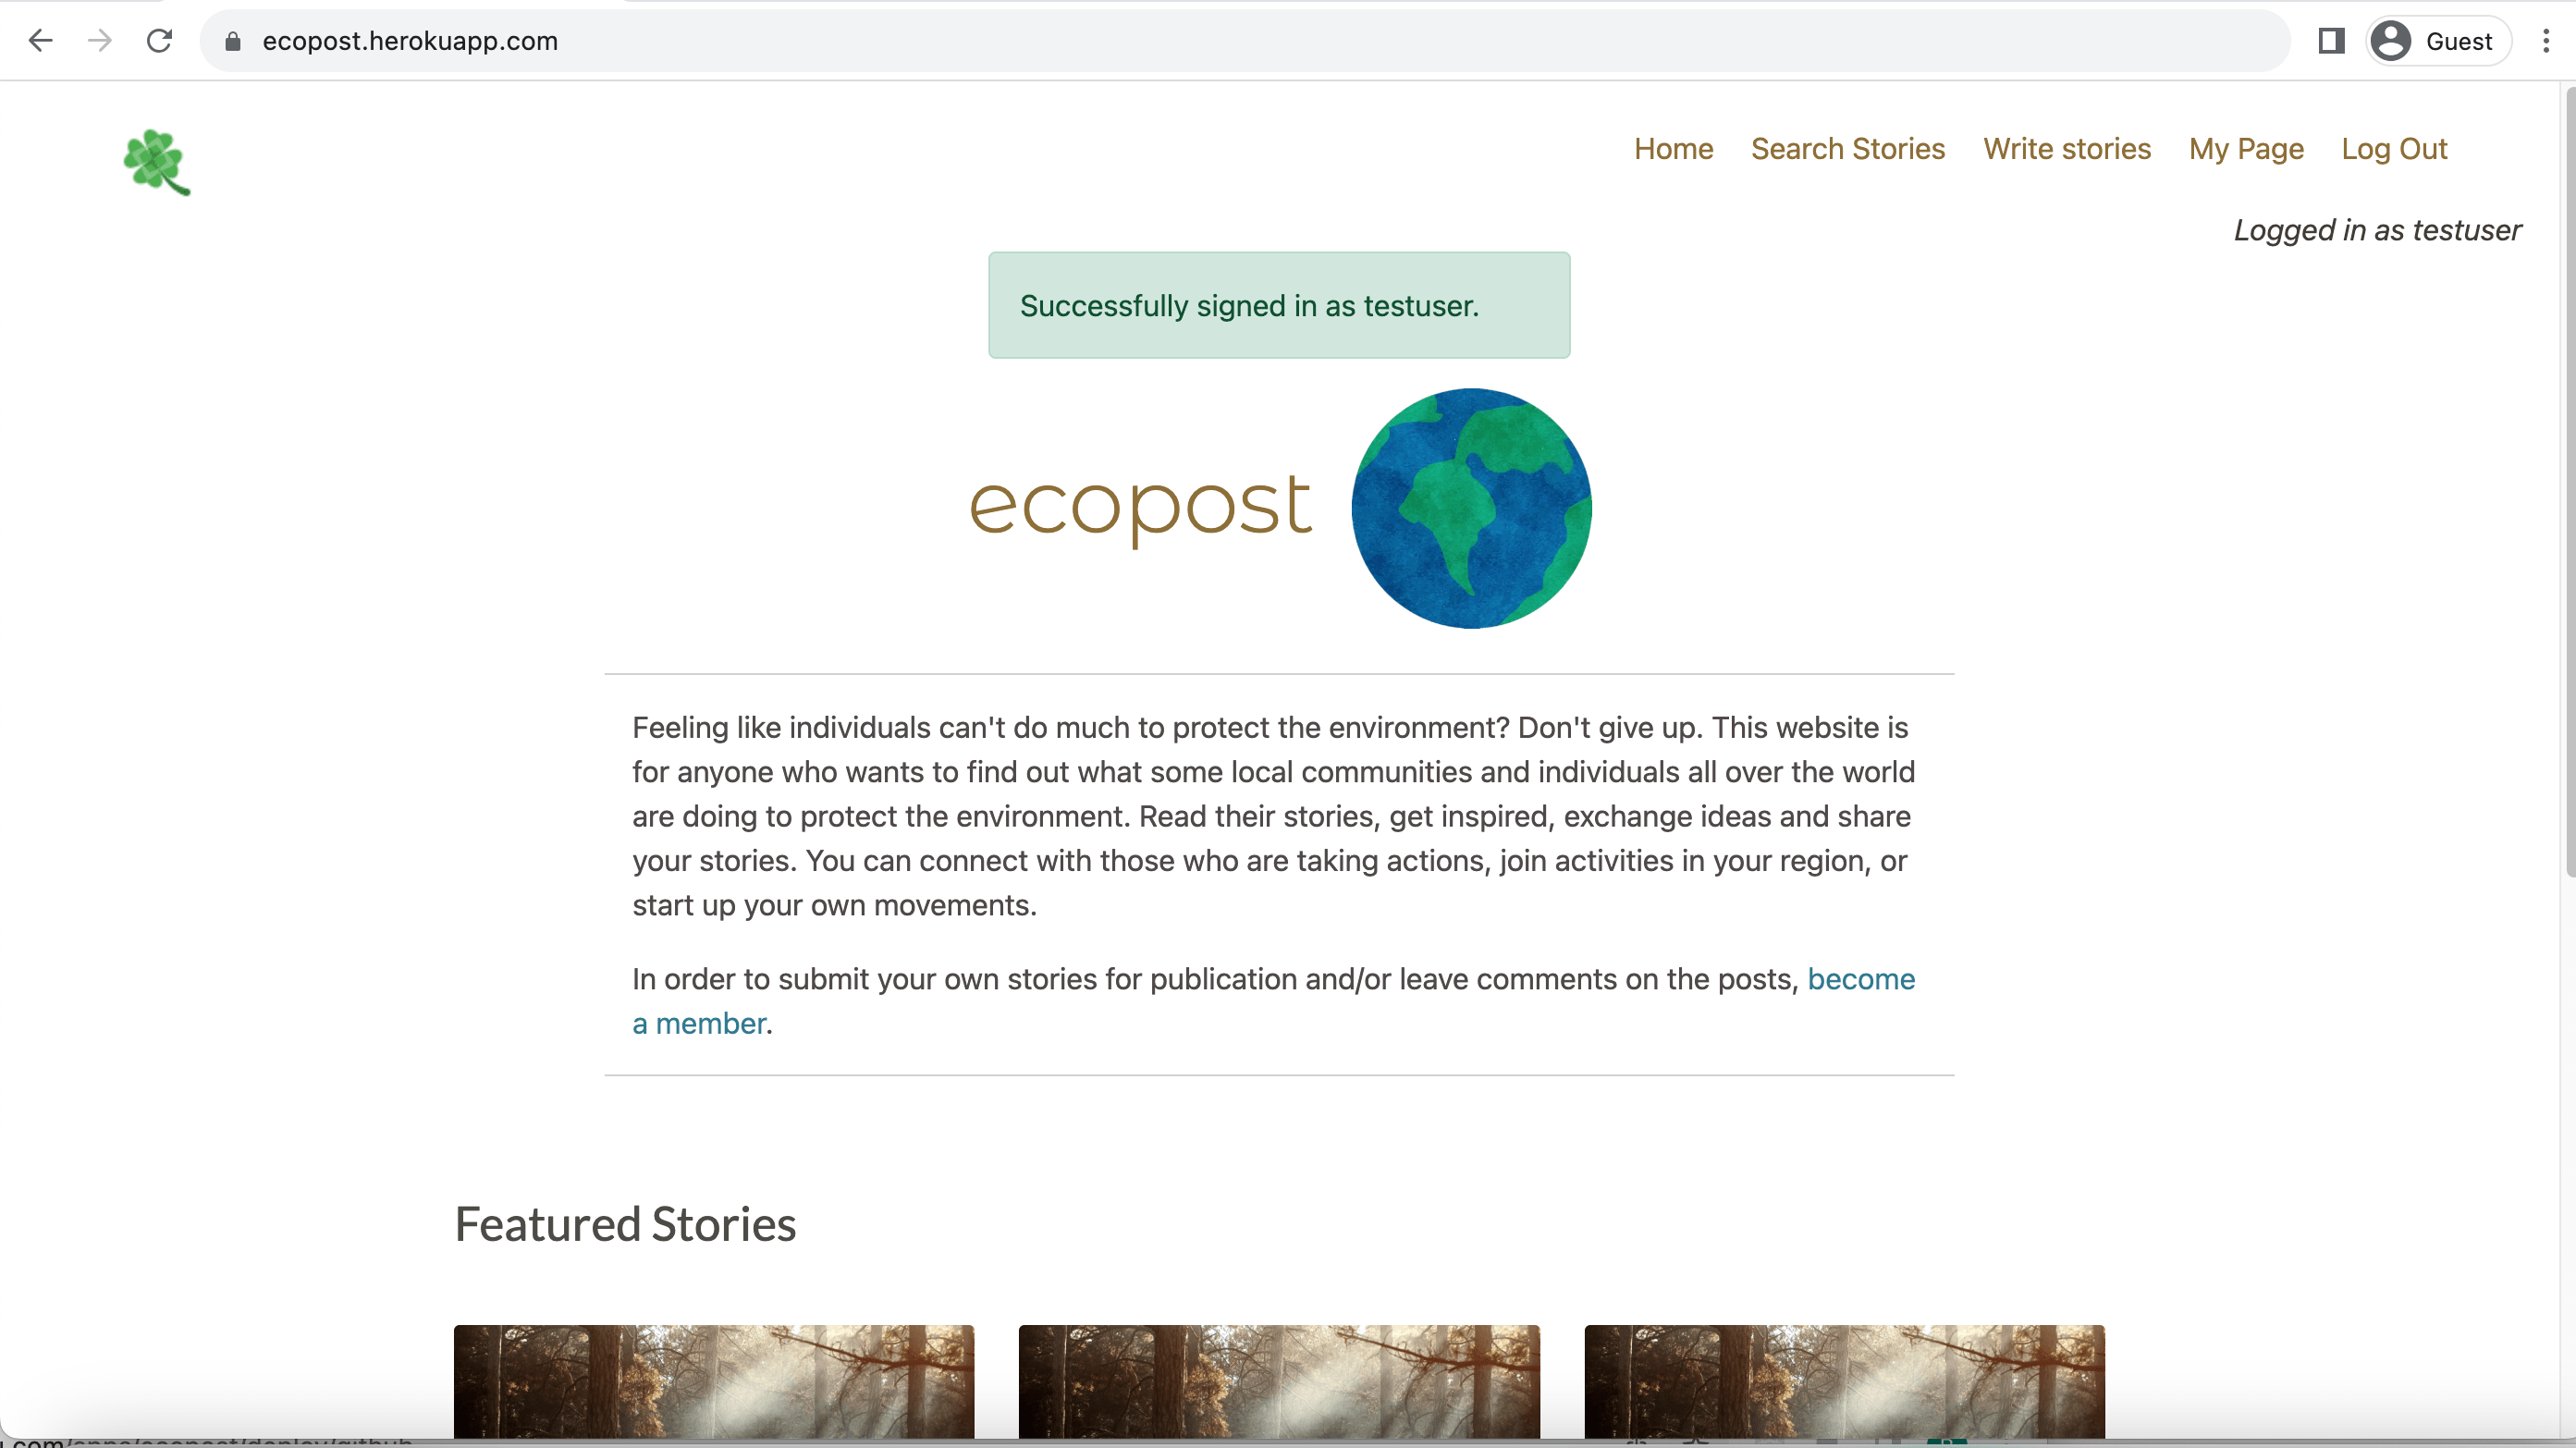 ecopost.herokuapp.com
Guest
Home Search Stories Write stories My Page Log Out
Logged in as testuser
Successfully signed in as testuser.
ecopost
Feeling like individuals can't do much to protect the environment? Don't give up. This website is
for anyone who wants to find out what some local communities and individuals all over the world
are doing to protect the environment. Read their stories, get inspired, exchange ideas and share
your stories. You can connect with those who are taking actions, join activities in your region, or
start up your own movements.
In order to submit your own stories for publication and/or leave comments on the posts, become
a member.
Featured Stories